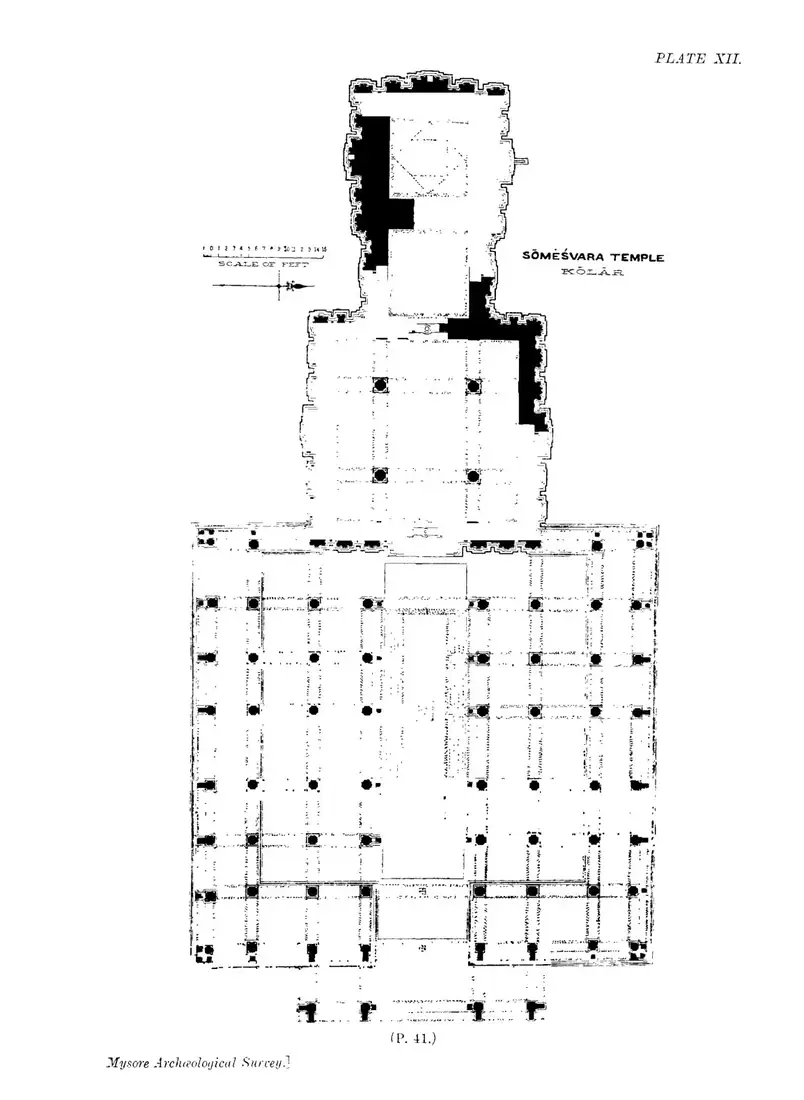 PLATE XII.
SŌMĒŚVARA TEMPLE
KŌLĀR
SCALE OF FEET
(P. 41.)
Mysore Archæological Survey.]